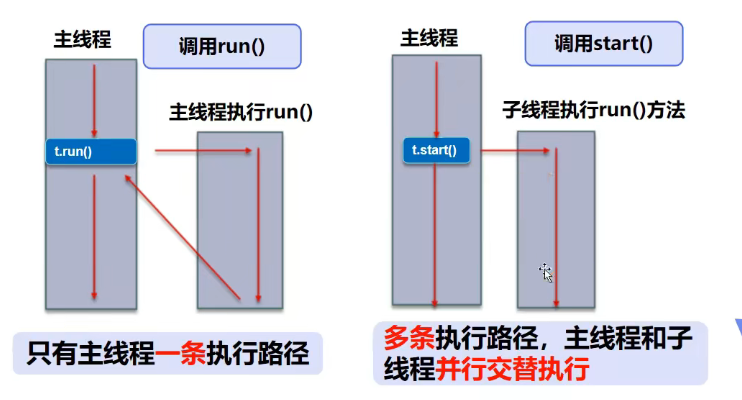 主线程
调用run()
主线程执行run()
t.run()
只有主线程一条执行路径
主线程
调用start()
子线程执行run()方法
t.start()
多条执行路径，主线程和子
线程并行交替执行